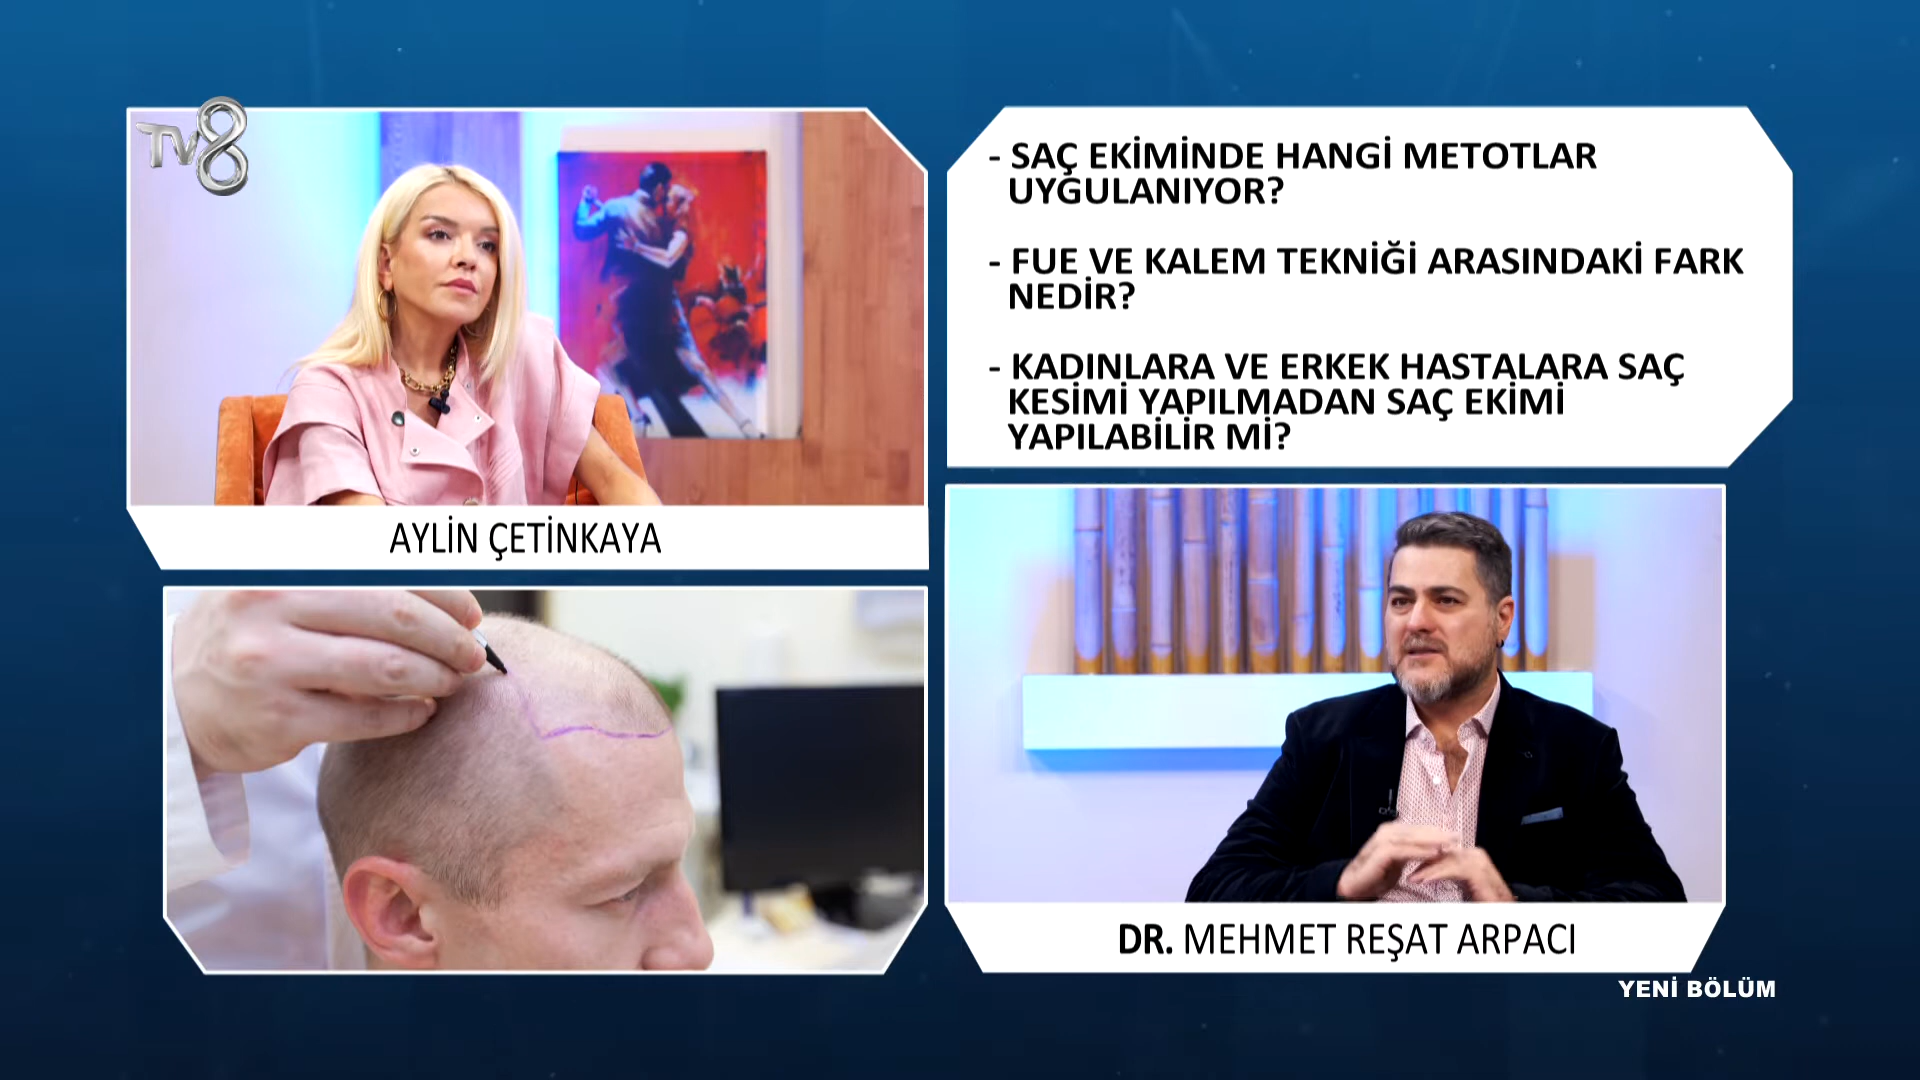 TV8
- SAÇ EKİMİNDE HANGİ METOTLAR
UYGULANIYOR?
- FUE VE KALEM TEKNİĞİ ARASINDAKİ FARK
NEDİR?
- KADINLARA VE ERKEK HASTALARA SAÇ
KESİMİ YAPILMADAN SAÇ EKİMİ
YAPILABİLİR Mİ?
AYLİN ÇETİNKAYA
DR. MEHMET REŞAT ARPACI
YENİ BÖLÜM